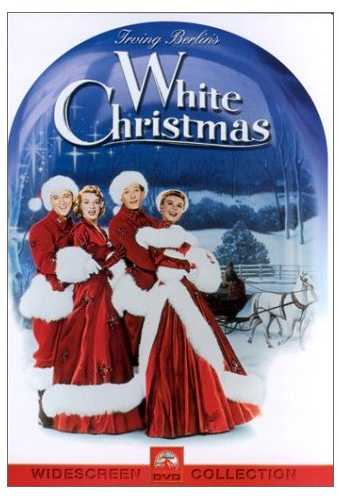 Irving Berlin's
White
Christmas
DVD
WIDESCREEN COLLECTION